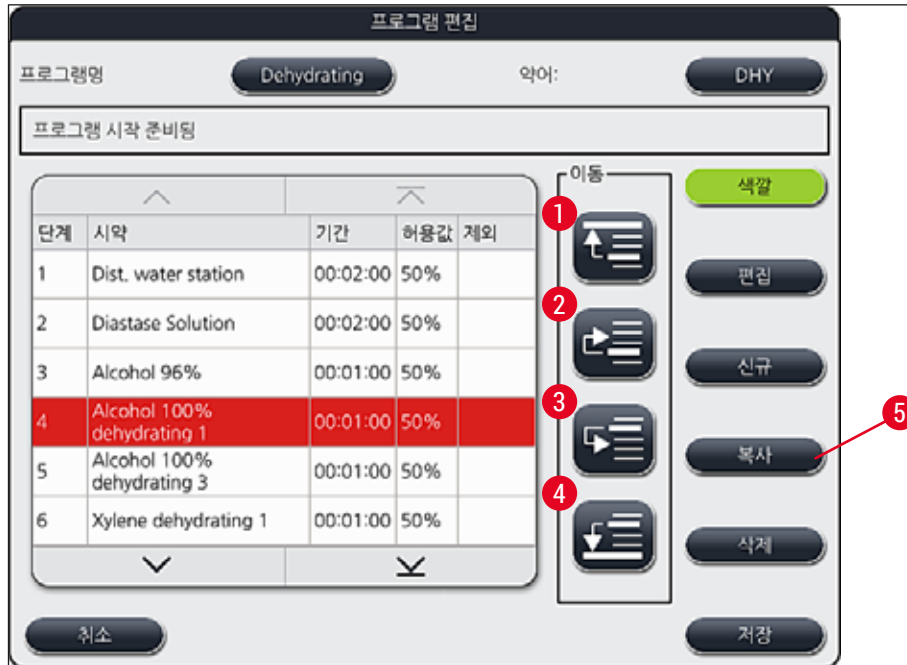 프로그램 편집
프로그램명 Dehydrating 약어: DHY
프로그램 시작 준비됨
이동
색깔
단계 시약 기간 허용값 제외
1 Dist. water station 00:02:00 50%
2 Diastase Solution 00:02:00 50%
3 Alcohol 96% 00:01:00 50%
4 Alcohol 100%
dehydrating 1 00:01:00 50%
5 Alcohol 100%
dehydrating 3 00:01:00 50%
6 Xylene dehydrating 1 00:01:00 50%
1
2
3
4
편집
신규
복사
5
삭제
취소
저장